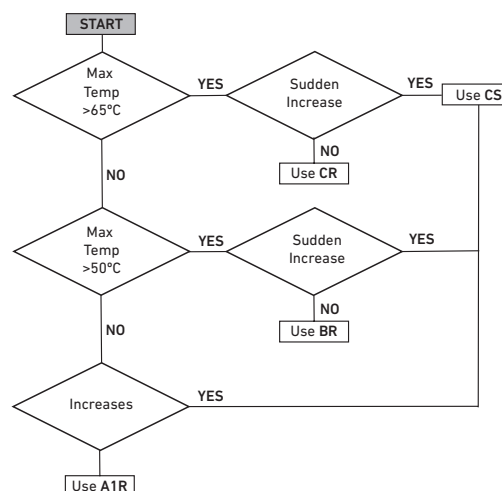 START
Max
Temp
>65°C
YES
Sudden
Increase
YES
Use CS
NO
NO
Use CR
Max
Temp
>50°C
YES
Sudden
Increase
YES
NO
NO
Use BR
Increases
YES
Use A1R